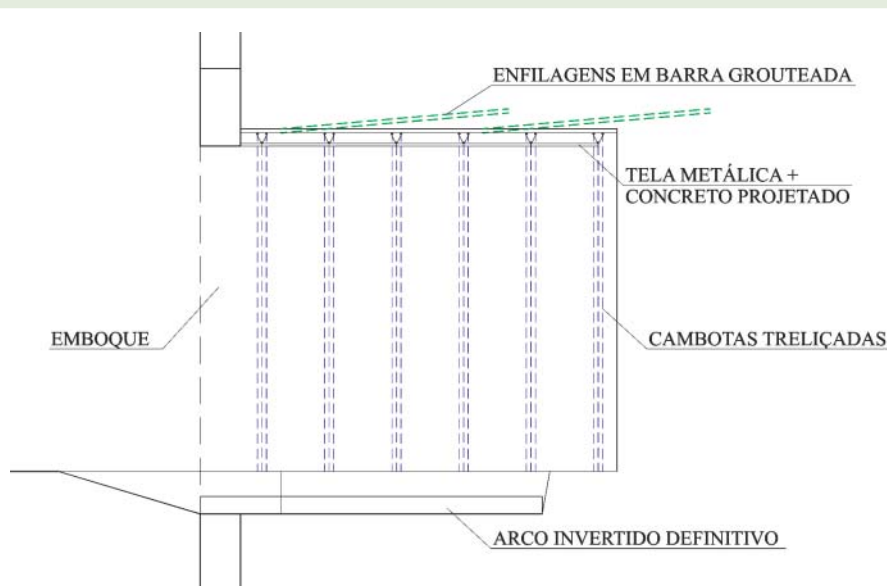 ENFILAGENS EM BARRA GROUTEADA
TELA METÁLICA +
CONCRETO PROJETADO
EMBOQUE
CAMBOTAS TRELIÇADAS
ARCO INVERTIDO DEFINITIVO